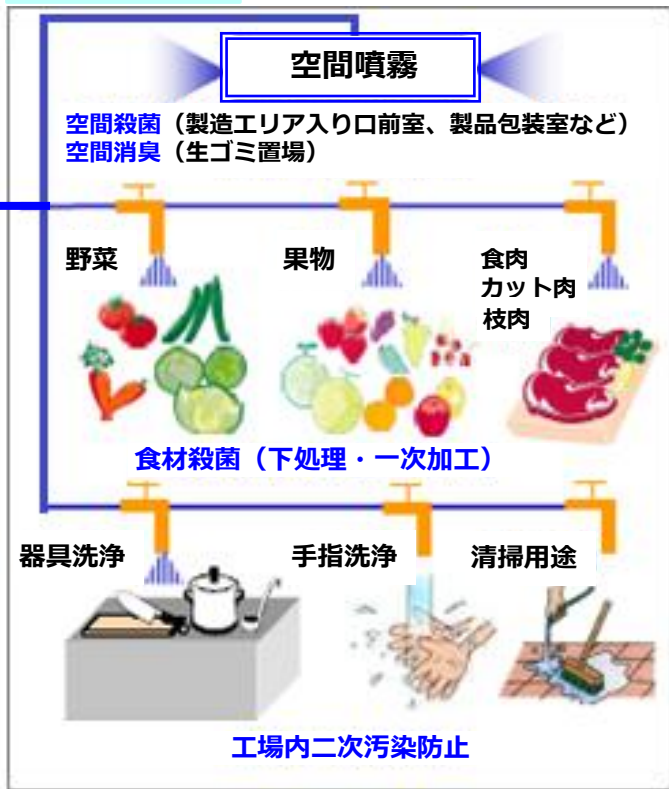 空間噴霧
空間殺菌（製造エリア入り口前室、製品包装室など）
空間消臭（生ゴミ置場）
野菜
果物
食肉
カット肉
枝肉
食材殺菌（下処理・一次加工）
器具洗浄
手指洗浄
清掃用途
工場内二次汚染防止